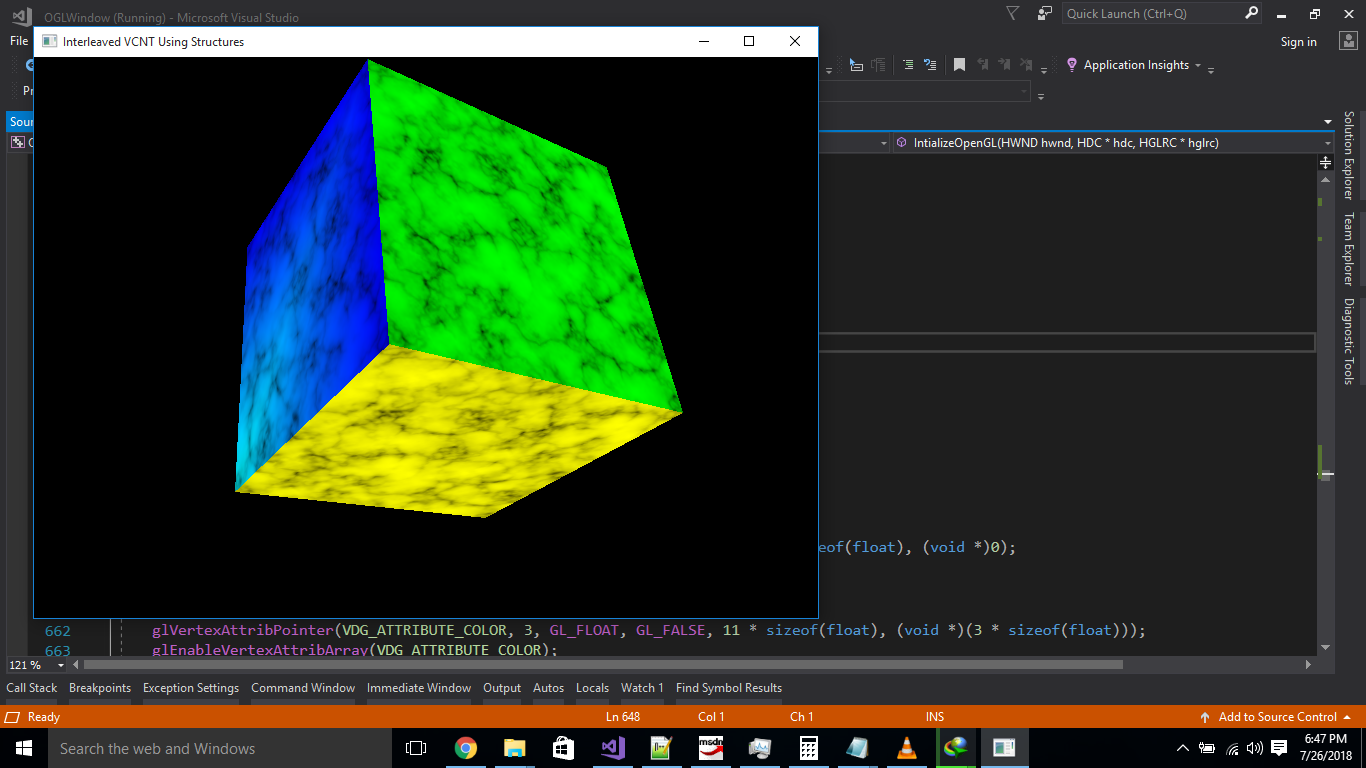 OGLWindow (Running) - Microsoft Visual Studio
Quick Launch (Ctrl+Q)
File
Interleaved VCNT Using Structures
Sign in
Application Insights
IntializeOpenGL(HWND hwnd, HDC * hdc, HGLRC * hglrc)
Solution Explorer
Team Explorer
Diagnostic Tools
eof(float), (void *)0);
662 glVertexAttribPointer(VDG_ATTRIBUTE_COLOR, 3, GL_FLOAT, GL_FALSE, 11 * sizeof(float), (void *)(3 * sizeof(float)));
663 glEnableVertexAttribArray(VDG_ATTRIBUTE_COLOR);
121 %
Call Stack Breakpoints Exception Settings Command Window Immediate Window Output Autos Locals Watch 1 Find Symbol Results
Ready Ln 648 Col 1 Ch 1 INS Add to Source Control
Search the web and Windows
msdn
6:47 PM
7/26/2018